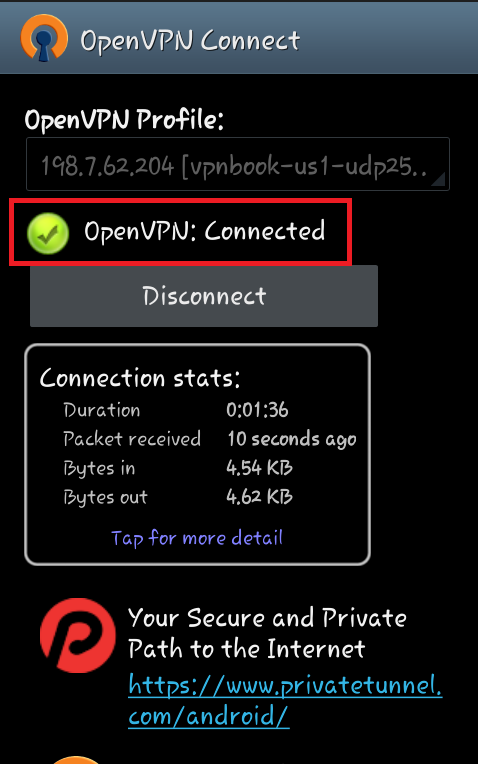 OpenVPN Connect
OpenVPN Profile:
198.7.62.204 [vpnbook-us1-udp25..
OpenVPN: Connected
Disconnect
Connection stats:
Duration 0:01:36
Packet received 10 seconds ago
Bytes in 4.54 KB
Bytes out 4.62 KB
Tap for more detail
Your Secure and Private
Path to the Internet
https://www.privatetunnel.
com/android/